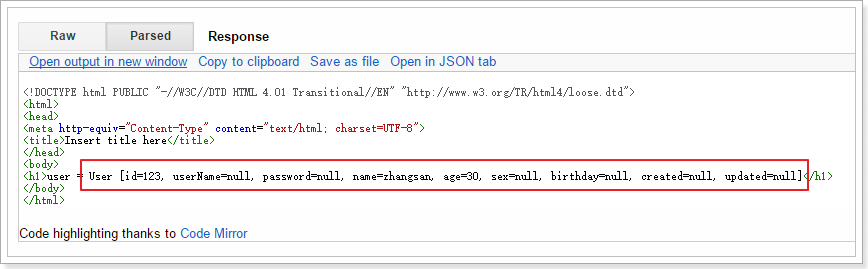 Raw Parsed Response
Open output in new window Copy to clipboard Save as file Open in JSON tab
<!DOCTYPE html PUBLIC "-//W3C//DTD HTML 4.01 Transitional//EN" "http://www.w3.org/TR/html4/loose.dtd">
<html>
<head>
<meta http-equiv="Content-Type" content="text/html; charset=UTF-8">
<title>Insert title here</title>
</head>
<body>
<h1>user = User [id=123, userName=null, password=null, name=zhangsan, age=30, sex=null, birthday=null, created=null, updated=null]</h1>
</body>
</html>
Code highlighting thanks to Code Mirror